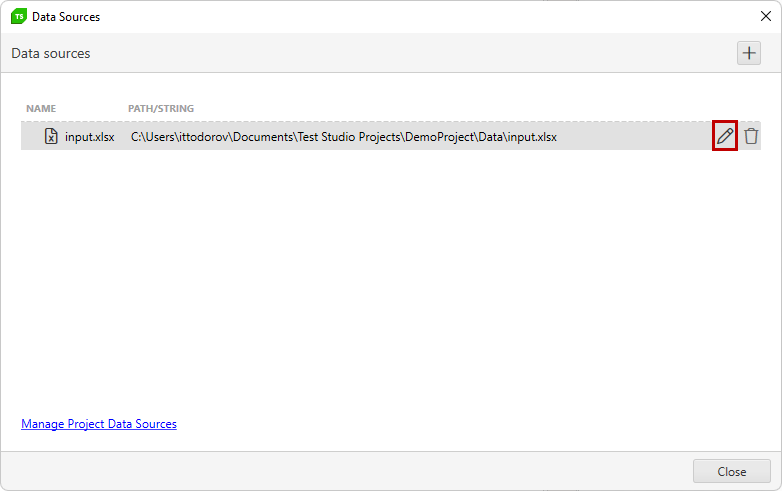 TS Data Sources
Data sources
NAME PATH/STRING
input.xlsx C:\Users\ittodorov\Documents\Test Studio Projects\DemoProject\Data\input.xlsx
Manage Project Data Sources
Close